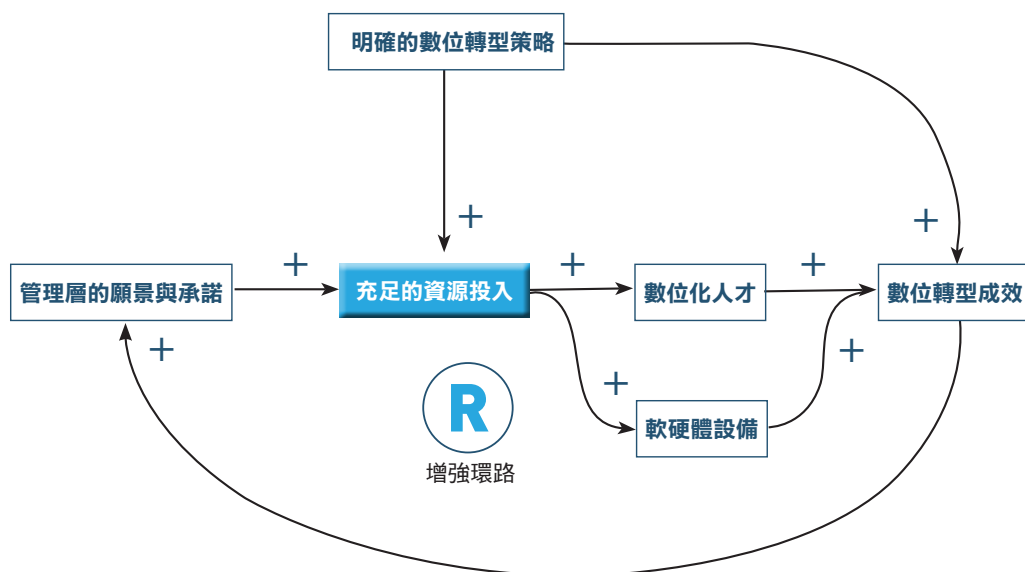 明確的數位轉型策略
+
+
+
+
+
管理層的願景與承諾
充足的資源投入
數位化人才
數位轉型成效
+
+
+
R
軟硬體設備
增強環路